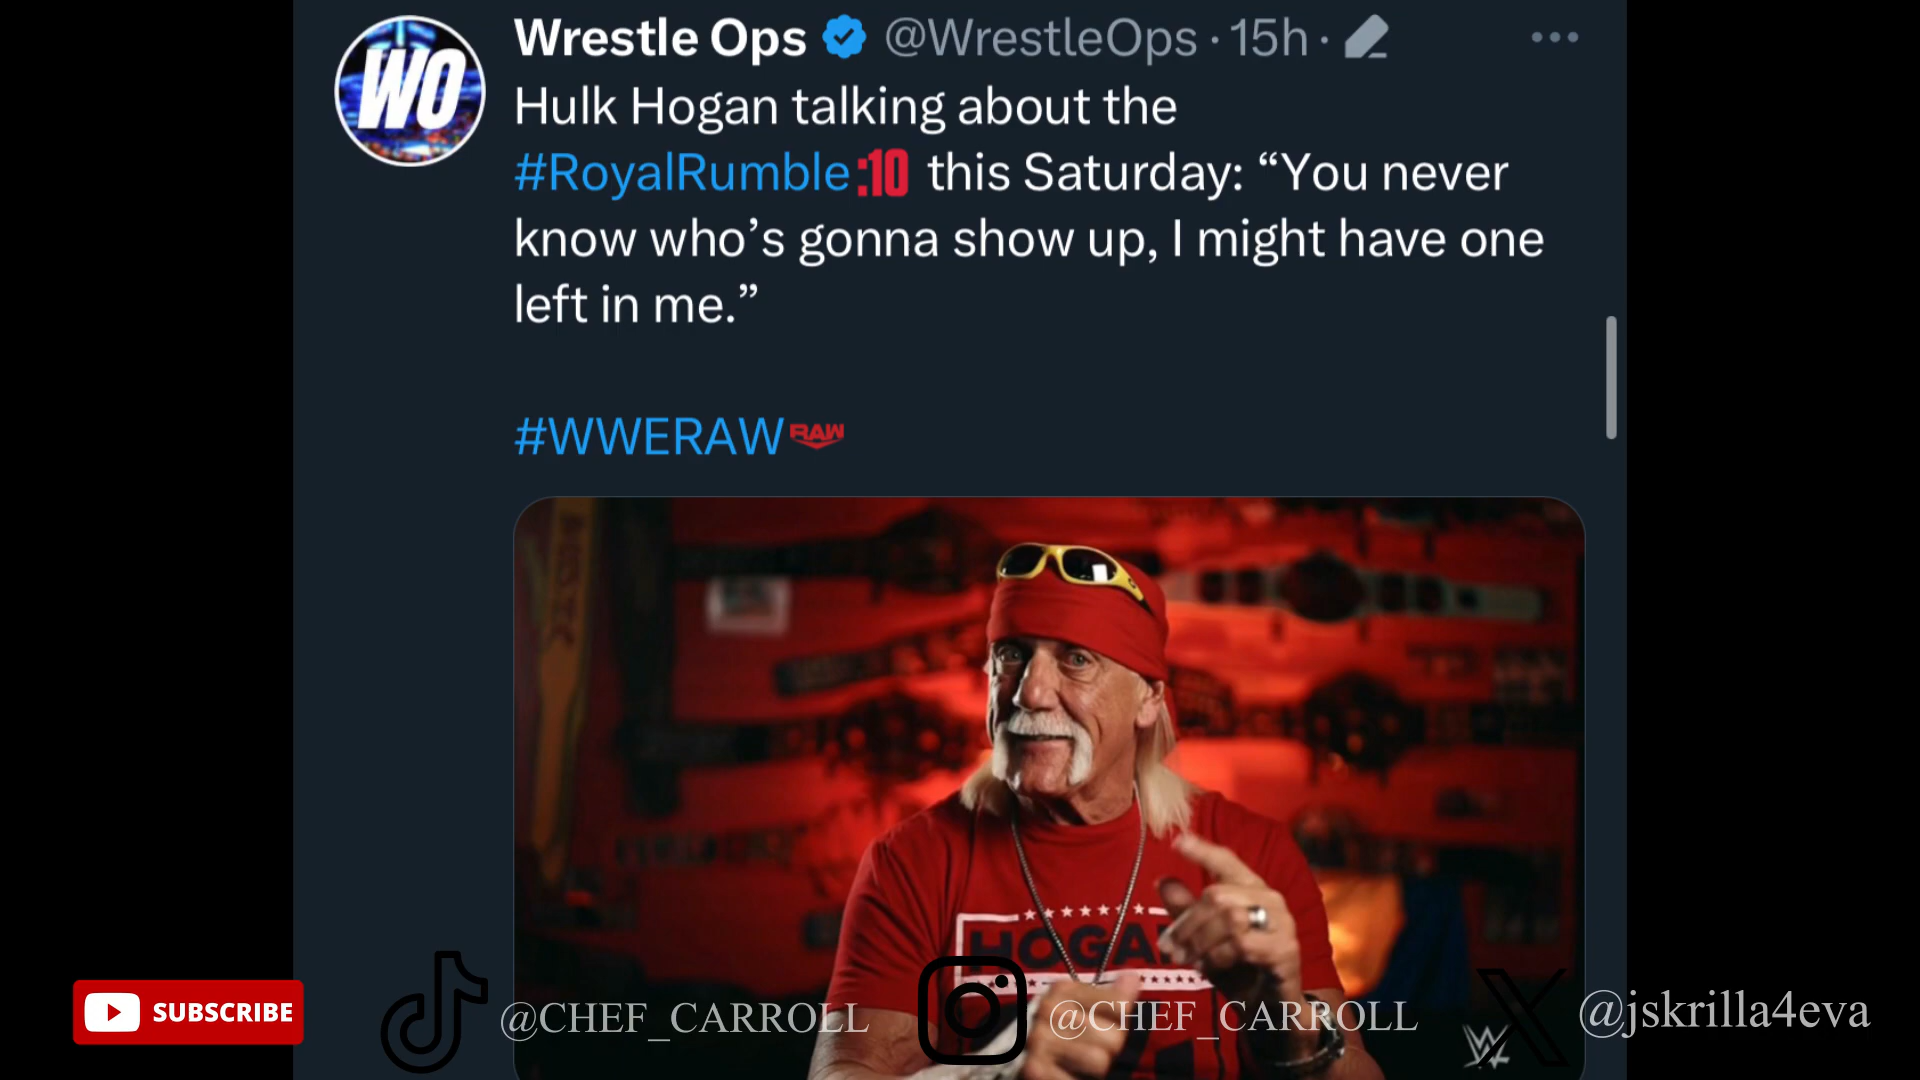 WO
Wrestle Ops @WrestleOps · 15h ·
Hulk Hogan talking about the
#RoyalRumble:10 this Saturday: “You never
know who’s gonna show up, I might have one
left in me.”
#WWERAW RAW
HOGA
SUBSCRIBE
@CHEF_CARROLL
@CHEF_CARROLL
@jskrilla4eva